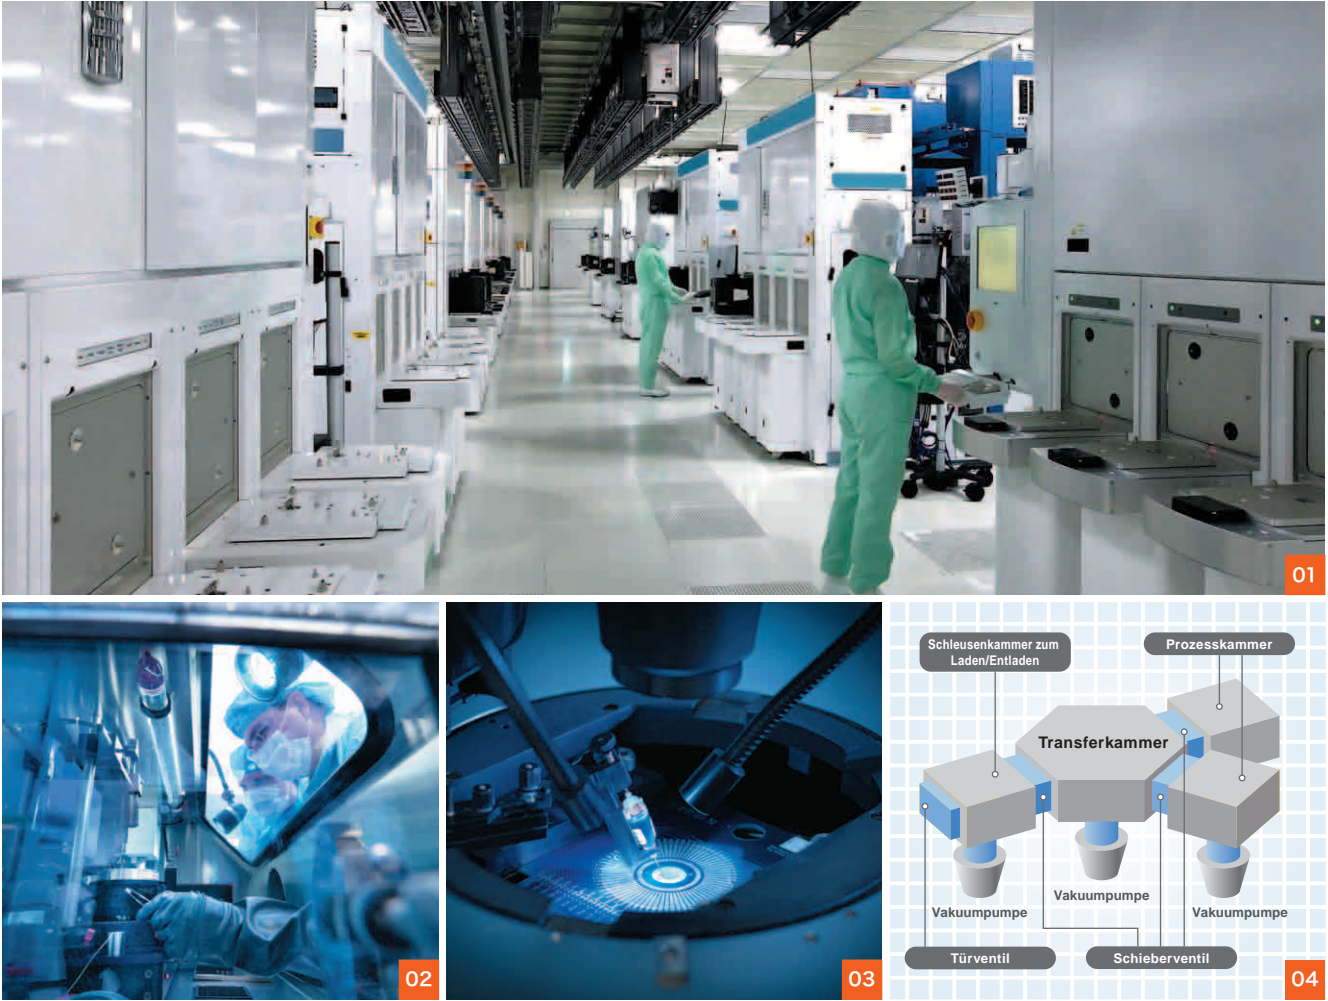 01
02
03
Schleusenkammer zum
Laden/Entladen
Prozesskammer
Transferkammer
Vakuumpumpe
Vakuumpumpe
Vakuumpumpe
Türventil
Schieberventil
04